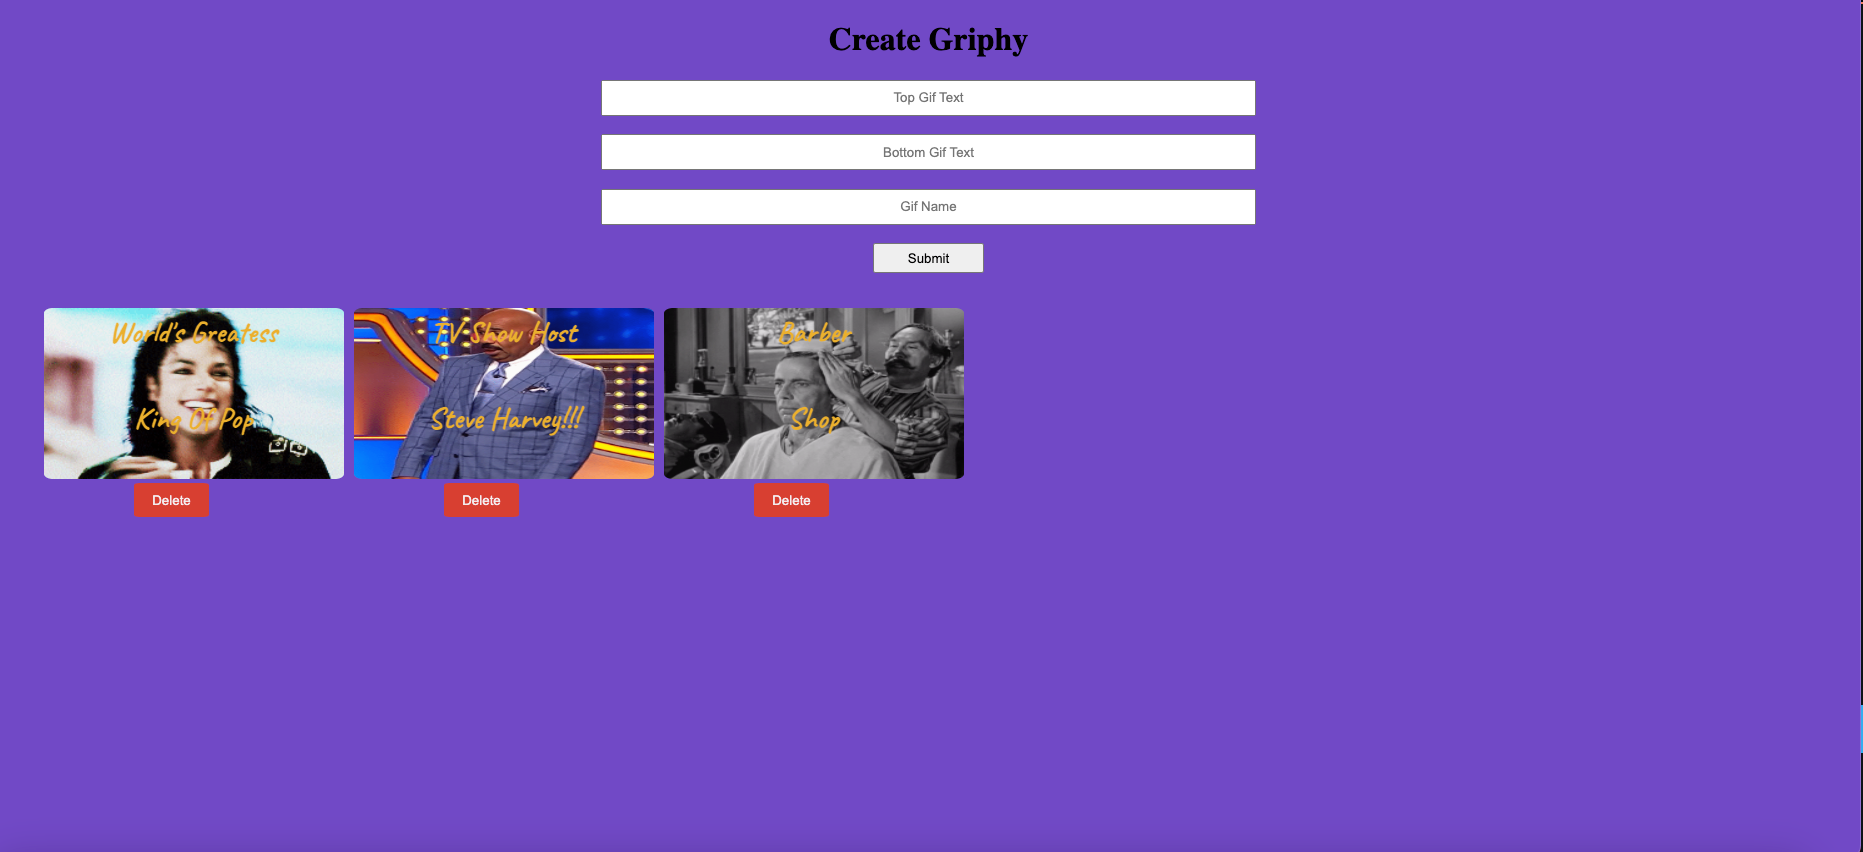 Create Griphy
Top Gif Text
Bottom Gif Text
Gif Name
Submit
World's Greatess
King Of Pop
Delete
TV Show Host
Steve Harvey!!!
Delete
Barber
Shop
Delete